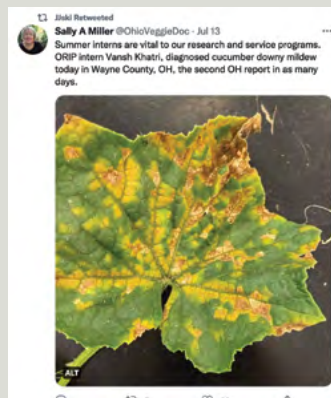 JJski Retweeted
Sally A Miller @OhioVeggieDoc · Jul 13
Summer interns are vital to our research and service programs.
ORIP intern Vansh Khatri, diagnosed cucumber downy mildew
today in Wayne County, OH, the second OH report in as many
days.
ALT